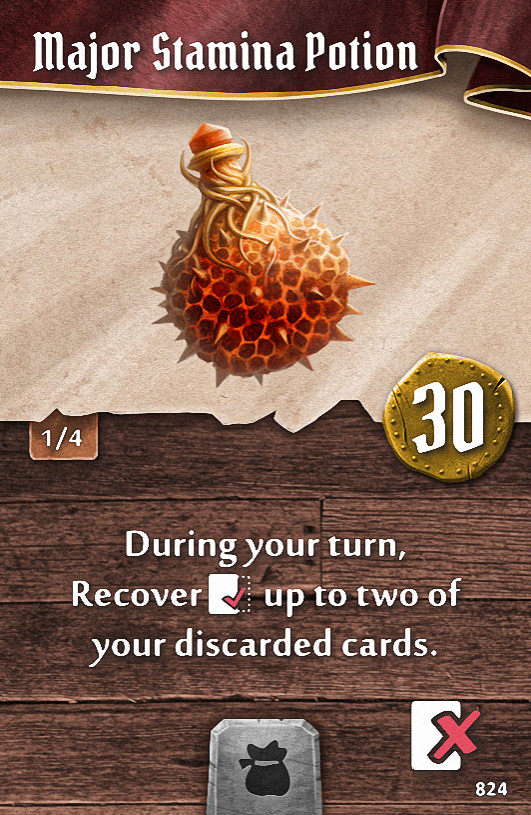 Major Stamina Potion
30
1/4
During your turn,
Recover up to two of
your discarded cards.
824